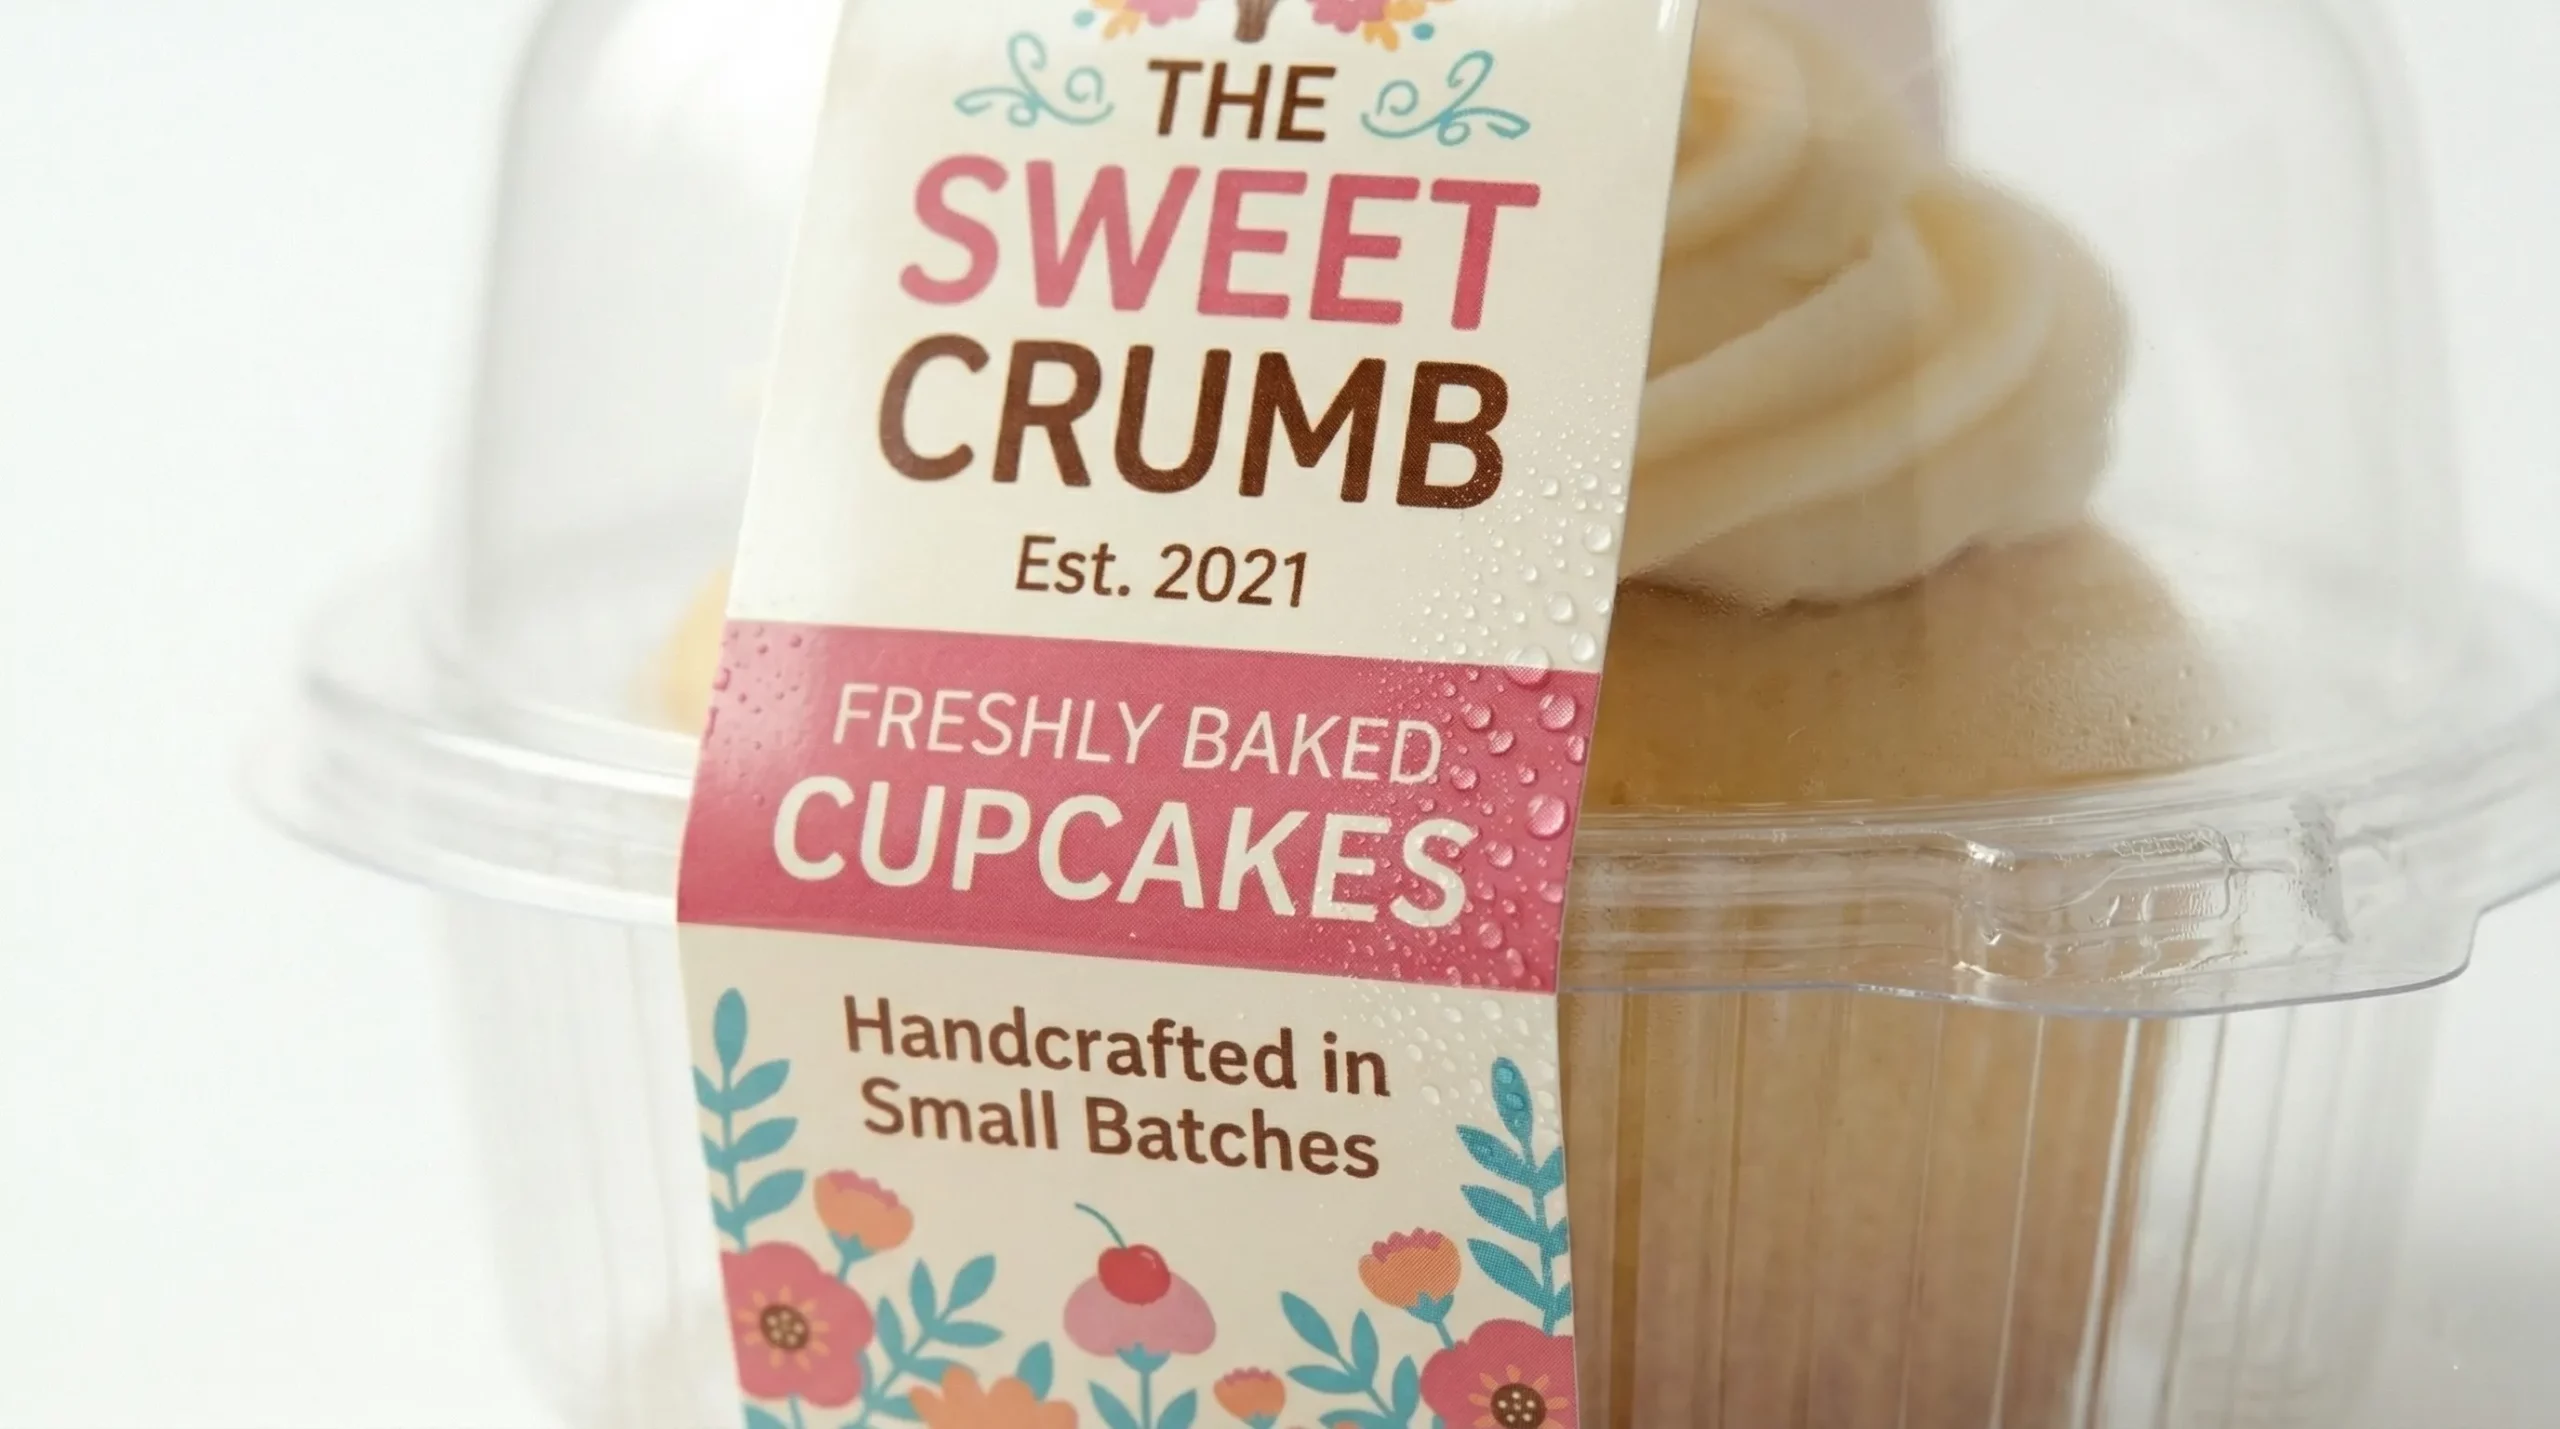 THE
SWEET
CRUMB
Est. 2021
FRESHLY BAKED
CUPCAKES
Handcrafted in
Small Batches